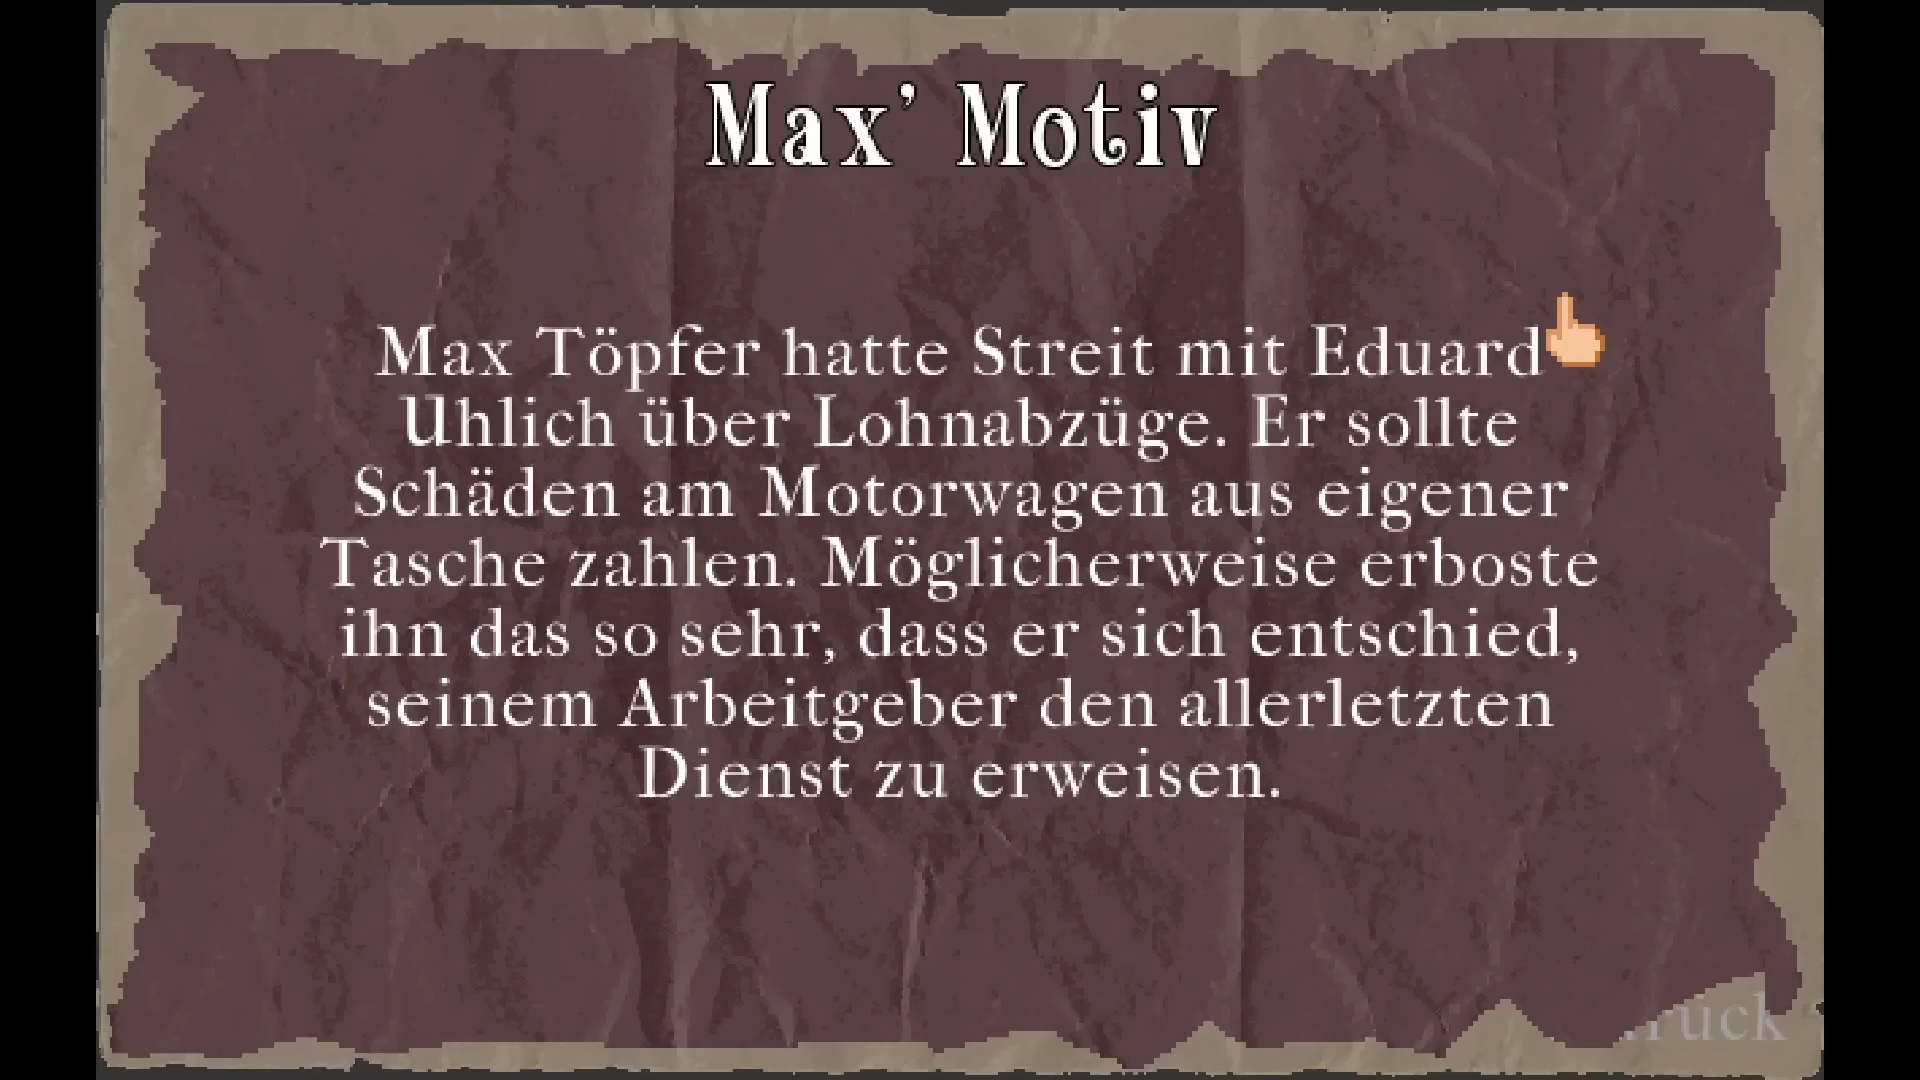 Max’ Motiv
Max Töpfer hatte Streit mit Eduard
Uhlich über Lohnabzüge. Er sollte
Schäden am Motorwagen aus eigener
Tasche zahlen. Möglicherweise erboste
ihn das so sehr, dass er sich entschied,
seinem Arbeitgeber den allerletzten
Dienst zu erweisen.